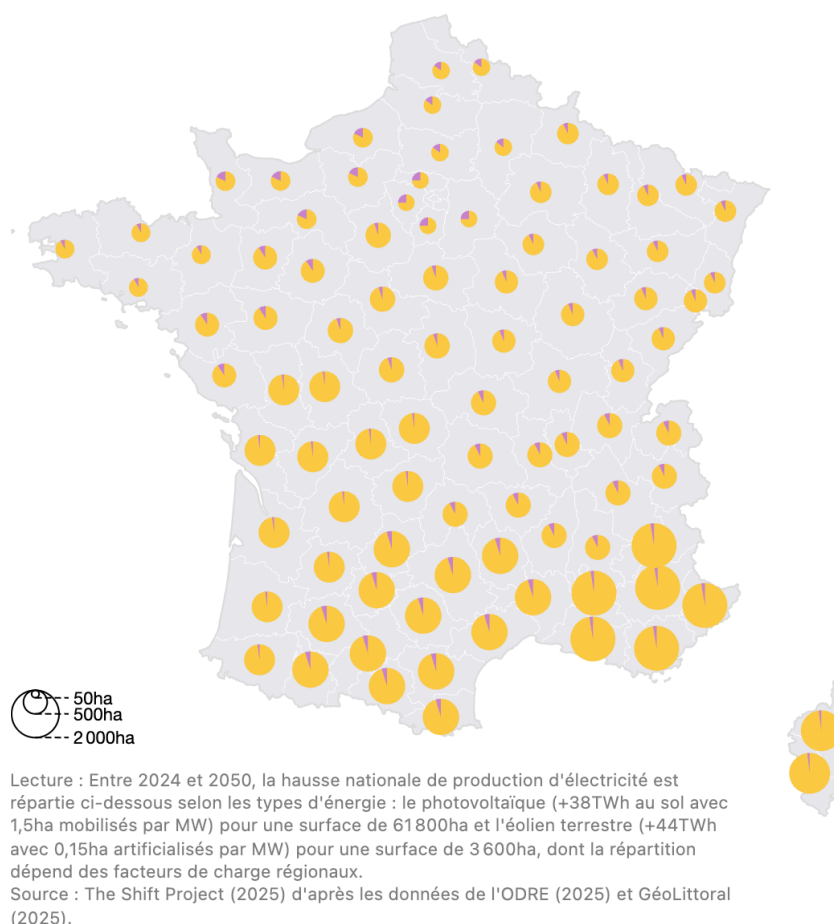 50ha
500ha
2 000ha
Lecture : Entre 2024 et 2050, la hausse nationale de production d'électricité est
répartie ci-dessous selon les types d'énergie : le photovoltaïque (+38TWh au sol avec
1,5ha mobilisés par MW) pour une surface de 61 800ha et l'éolien terrestre (+44TWh
avec 0,15ha artificialisés par MW) pour une surface de 3 600ha, dont la répartition
dépend des facteurs de charge régionaux.
Source : The Shift Project (2025) d'après les données de l'ODRE (2025) et GéoLittoral
(2025).